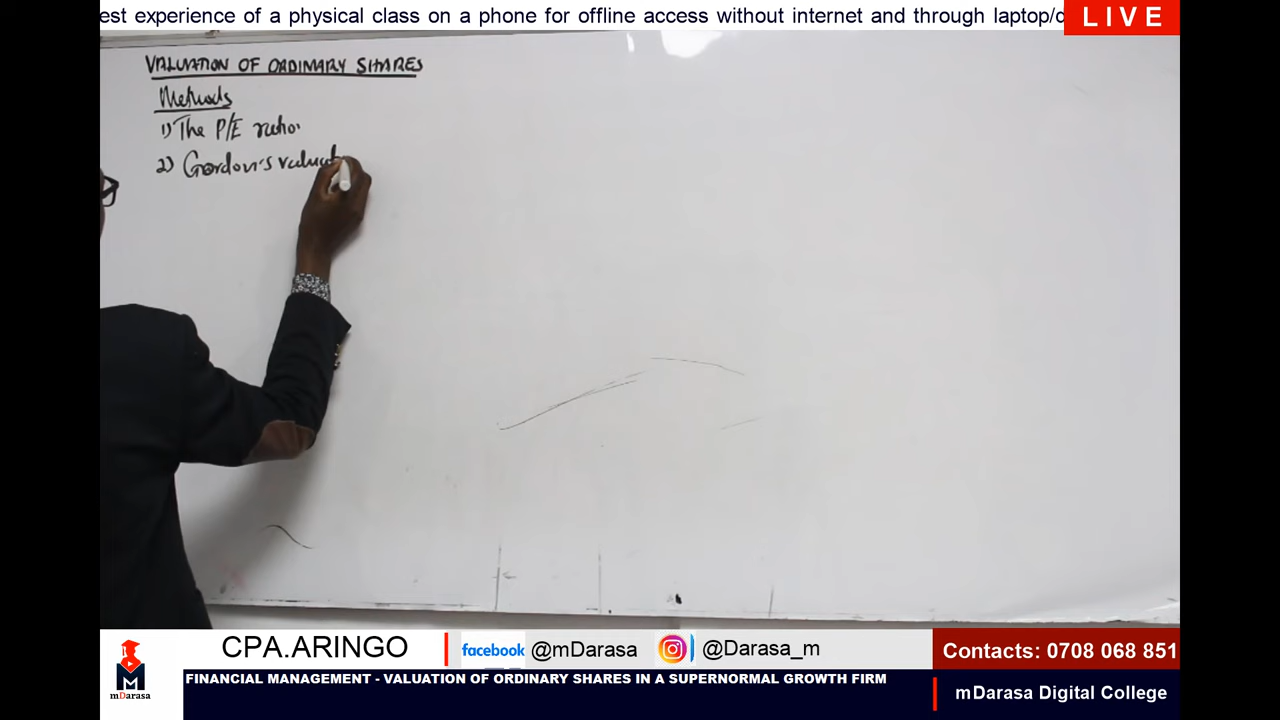 est experience of a physical class on a phone for offline access without internet and through laptop/d
LIVE
VALUATION OF ORDINARY SHARES
Methods
1) The P/E ratio
2) Gordon's valuat
CPA.ARINGO
facebook @mDarasa
@Darasa_m
Contacts: 0708 068 851
mDarasa
FINANCIAL MANAGEMENT - VALUATION OF ORDINARY SHARES IN A SUPERNORMAL GROWTH FIRM
mDarasa Digital College